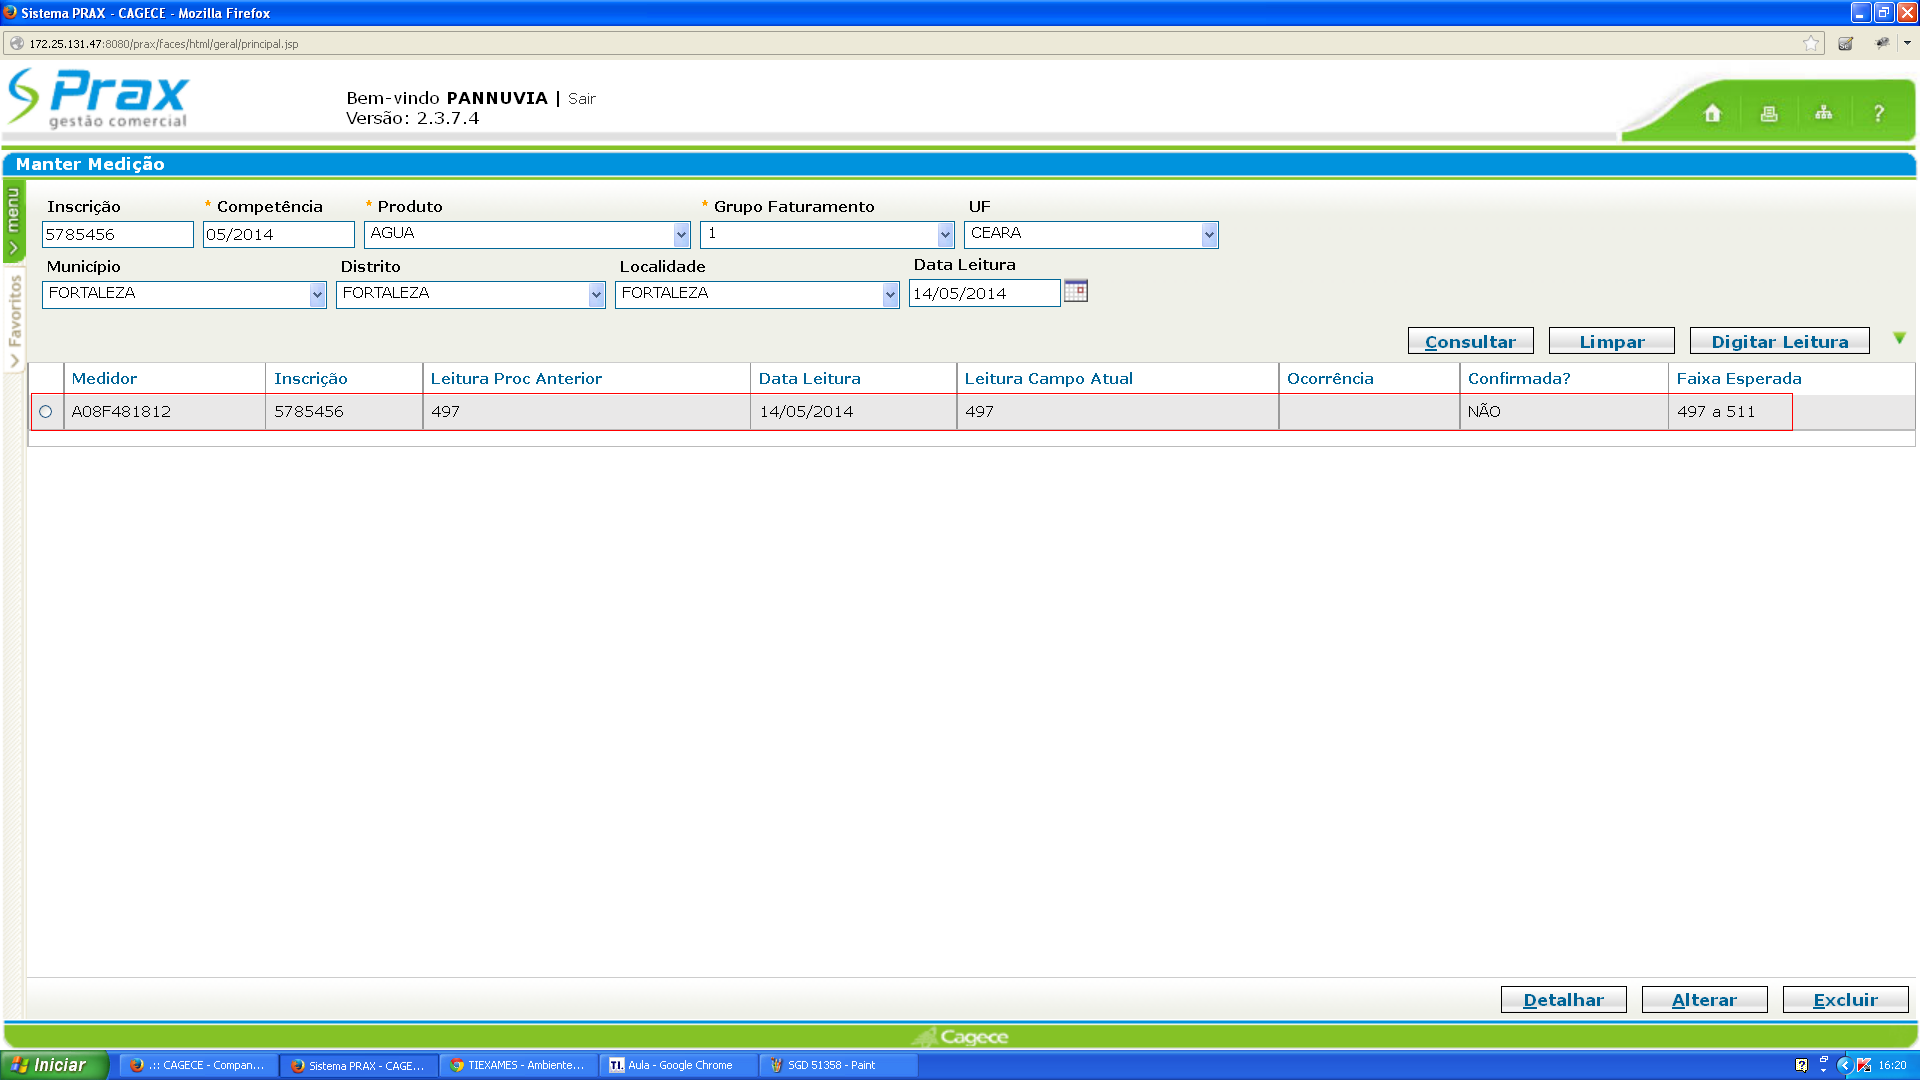 Sistema PRAX - CAGECE - Mozilla Firefox
172.25.131.47:8080/prax/faces/html/geral/principal.jsp
Prax
gestão comercial
Bem-vindo PANNUVIA | Sair
Versão: 2.3.7.4
?
Manter Medição
menu
Favoritos
Inscrição * Competência * Produto * Grupo Faturamento UF
5785456 05/2014 AGUA 1 CEARA
Município Distrito Localidade Data Leitura
FORTALEZA FORTALEZA FORTALEZA 14/05/2014
Consultar Limpar Digitar Leitura
Medidor Inscrição Leitura Proc Anterior Data Leitura Leitura Campo Atual Ocorrência Confirmada? Faixa Esperada
A08F481812 5785456 497 14/05/2014 497 NÃO 497 a 511
Detalhar Alterar Excluir
Cagece
Iniciar .:: CAGECE - Compan... Sistema PRAX - CAGE... TIEXAMES - Ambiente... TI. Aula - Google Chrome SGD 51358 - Paint ? 16:20